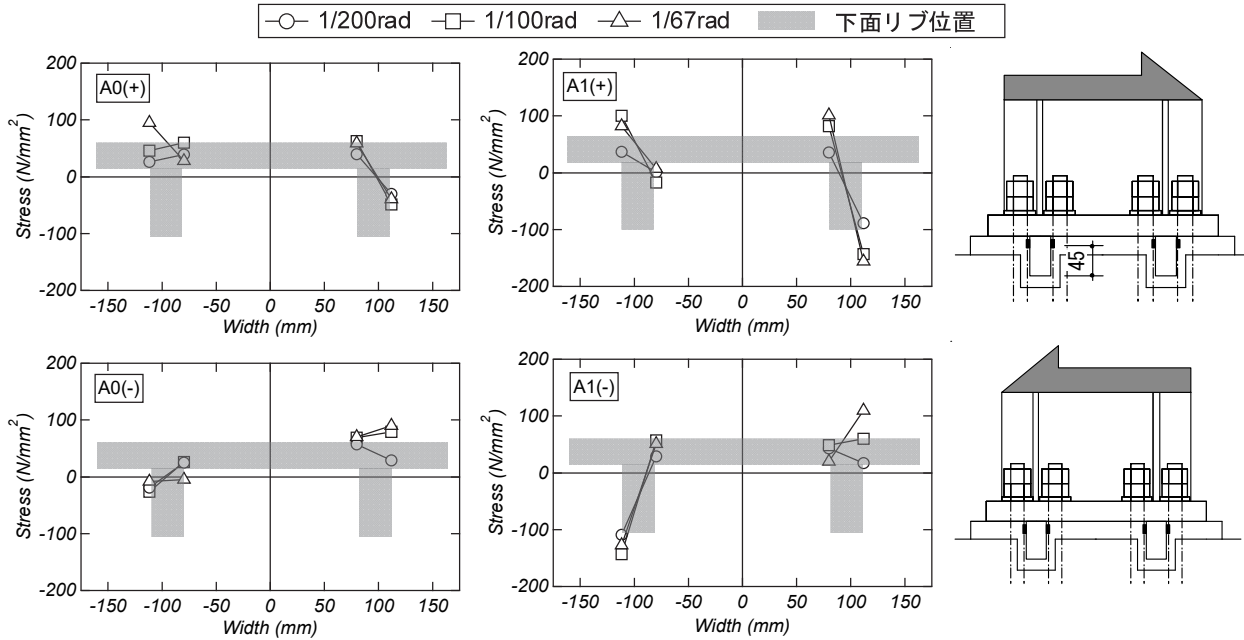 1/200rad 1/100rad 1/67rad 下面リブ位置
A0(+)
Stress (N/mm²)
200
100
0
-100
-200
-150 -100 -50 0 50 100 150
Width (mm)
A1(+)
Stress (N/mm²)
200
100
0
-100
-200
-150 -100 -50 0 50 100 150
Width (mm)
45
A0(-)
Stress (N/mm²)
200
100
0
-100
-200
-150 -100 -50 0 50 100 150
Width (mm)
A1(-)
Stress (N/mm²)
200
100
0
-100
-200
-150 -100 -50 0 50 100 150
Width (mm)